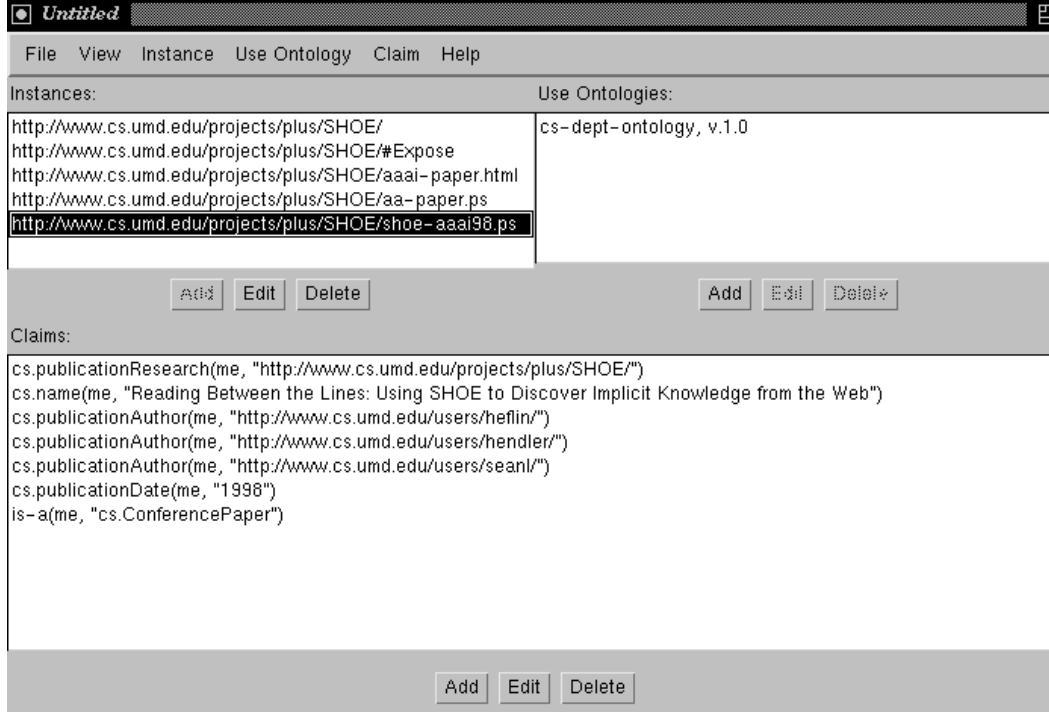 Untitled
File View Instance Use Ontology Claim Help
Instances:
Use Ontologies:
http://www.cs.umd.edu/projects/plus/SHOE/
http://www.cs.umd.edu/projects/plus/SHOE/#Expose
http://www.cs.umd.edu/projects/plus/SHOE/aaai-paper.html
http://www.cs.umd.edu/projects/plus/SHOE/aa-paper.ps
http://www.cs.umd.edu/projects/plus/SHOE/shoe-aaai98.ps
cs-dept-ontology, v.1.0
Add Edit Delete
Add Edit Delete
Claims:
cs.publicationResearch(me, "http://www.cs.umd.edu/projects/plus/SHOE/")
cs.name(me, "Reading Between the Lines: Using SHOE to Discover Implicit Knowledge from the Web")
cs.publicationAuthor(me, "http://www.cs.umd.edu/users/heflin/")
cs.publicationAuthor(me, "http://www.cs.umd.edu/users/hendler/")
cs.publicationAuthor(me, "http://www.cs.umd.edu/users/seanl/")
cs.publicationDate(me, "1998")
is-a(me, "cs.ConferencePaper")
Add Edit Delete